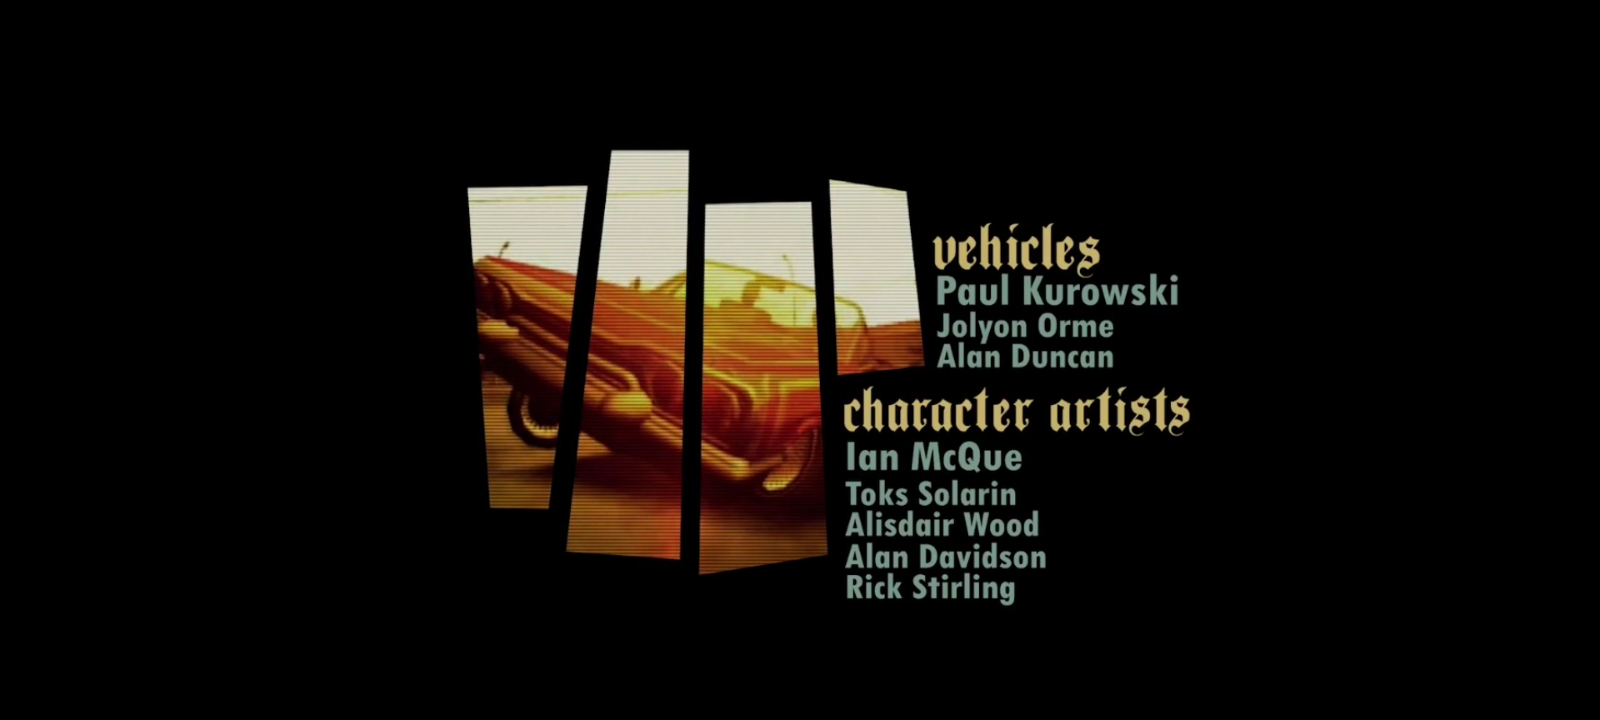 vehicles
Paul Kurowski
Jolyon Orme
Alan Duncan
character artists
Ian McQue
Toks Solarin
Alisdair Wood
Alan Davidson
Rick Stirling